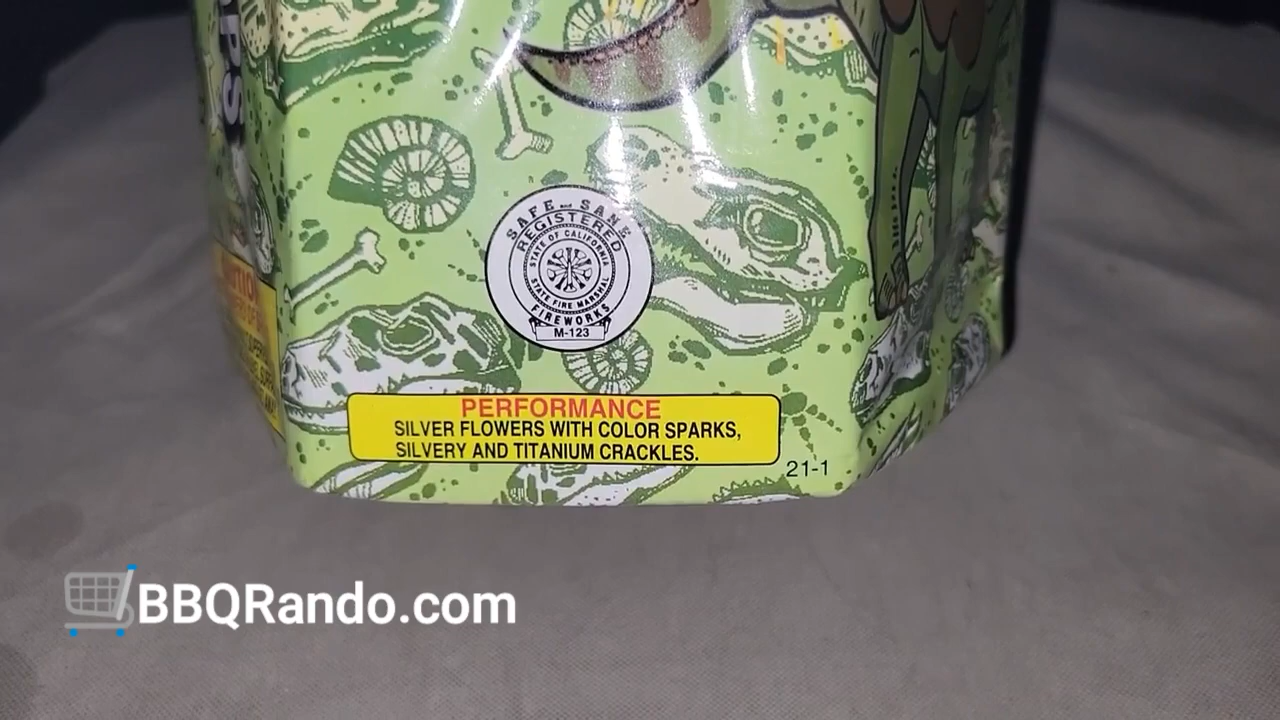 OPS
SAFE and SANE
REGISTERED
STATE OF CALIFORNIA
STATE FIRE MARSHAL
FIREWORKS
M-123
PERFORMANCE
SILVER FLOWERS WITH COLOR SPARKS,
SILVERY AND TITANIUM CRACKLES.
21-1
BBQRando.com